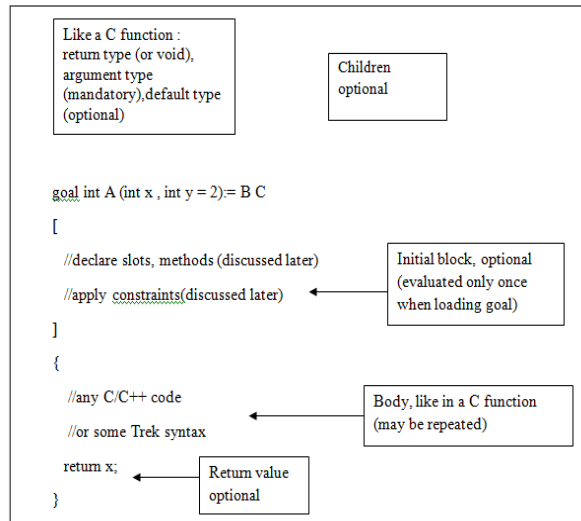 Like a C function :
return type (or void),
argument type
(mandatory),default type
(optional)
Children
optional
goal int A (int x , int y = 2):= B C
[
//declare slots, methods (discussed later)
//apply constraints(discussed later)
Initial block, optional
(evaluated only once
when loading goal)
]
{
//any C/C++ code
//or some Trek syntax
Body, like in a C function
(may be repeated)
return x;
Return value
optional
}